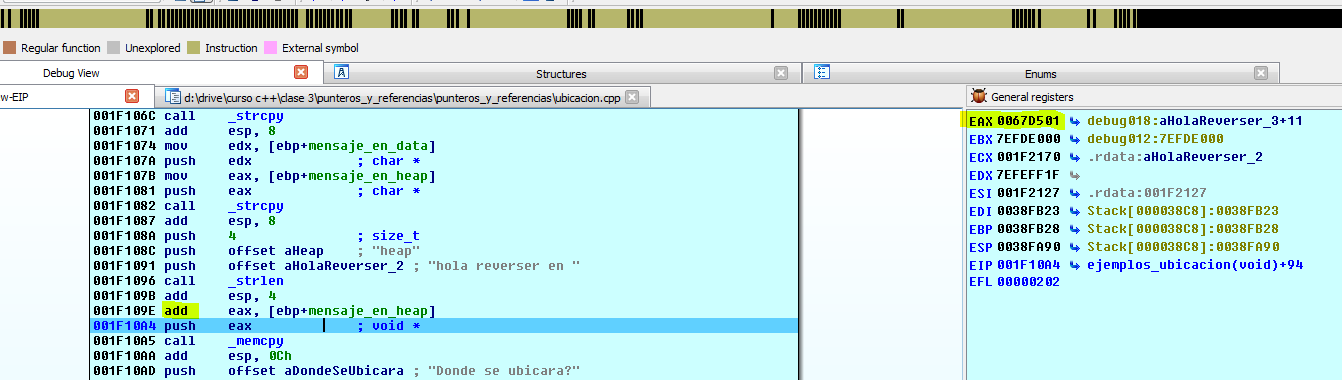 Regular function Unexplored Instruction External symbol
Debug View Structures Enums
w-EIP d:\drive\curso c++\clase 3\punteros_y_referencias\punteros_y_referencias\ubicacion.cpp General registers
001F106C call _strcpy
001F1071 add esp, 8
001F1074 mov edx, [ebp+mensaje_en_data]
001F107A push edx ; char *
001F107B mov eax, [ebp+mensaje_en_heap]
001F1081 push eax ; char *
001F1082 call _strcpy
001F1087 add esp, 8
001F108A push 4 ; size_t
001F108C push offset aHeap ; "heap"
001F1091 push offset aHolaReverser_2 ; "hola reverser en "
001F1096 call _strlen
001F109B add esp, 4
001F109E add eax, [ebp+mensaje_en_heap]
001F10A4 push eax ; void *
001F10A5 call _memcpy
001F10AA add esp, 0Ch
001F10AD push offset aDondeSeUbicara ; "Donde se ubicara?"
EAX 0067D501 debug018:aHolaReverser_3+11
EBX 7EFDE000 debug012:7EFDE000
ECX 001F2170 .rdata:aHolaReverser_2
EDX 7EFEFF1F
ESI 001F2127 .rdata:001F2127
EDI 0038FB23 Stack[000038C8]:0038FB23
EBP 0038FB28 Stack[000038C8]:0038FB28
ESP 0038FA90 Stack[000038C8]:0038FA90
EIP 001F10A4 ejemplos_ubicacion(void)+94
EFL 00000202